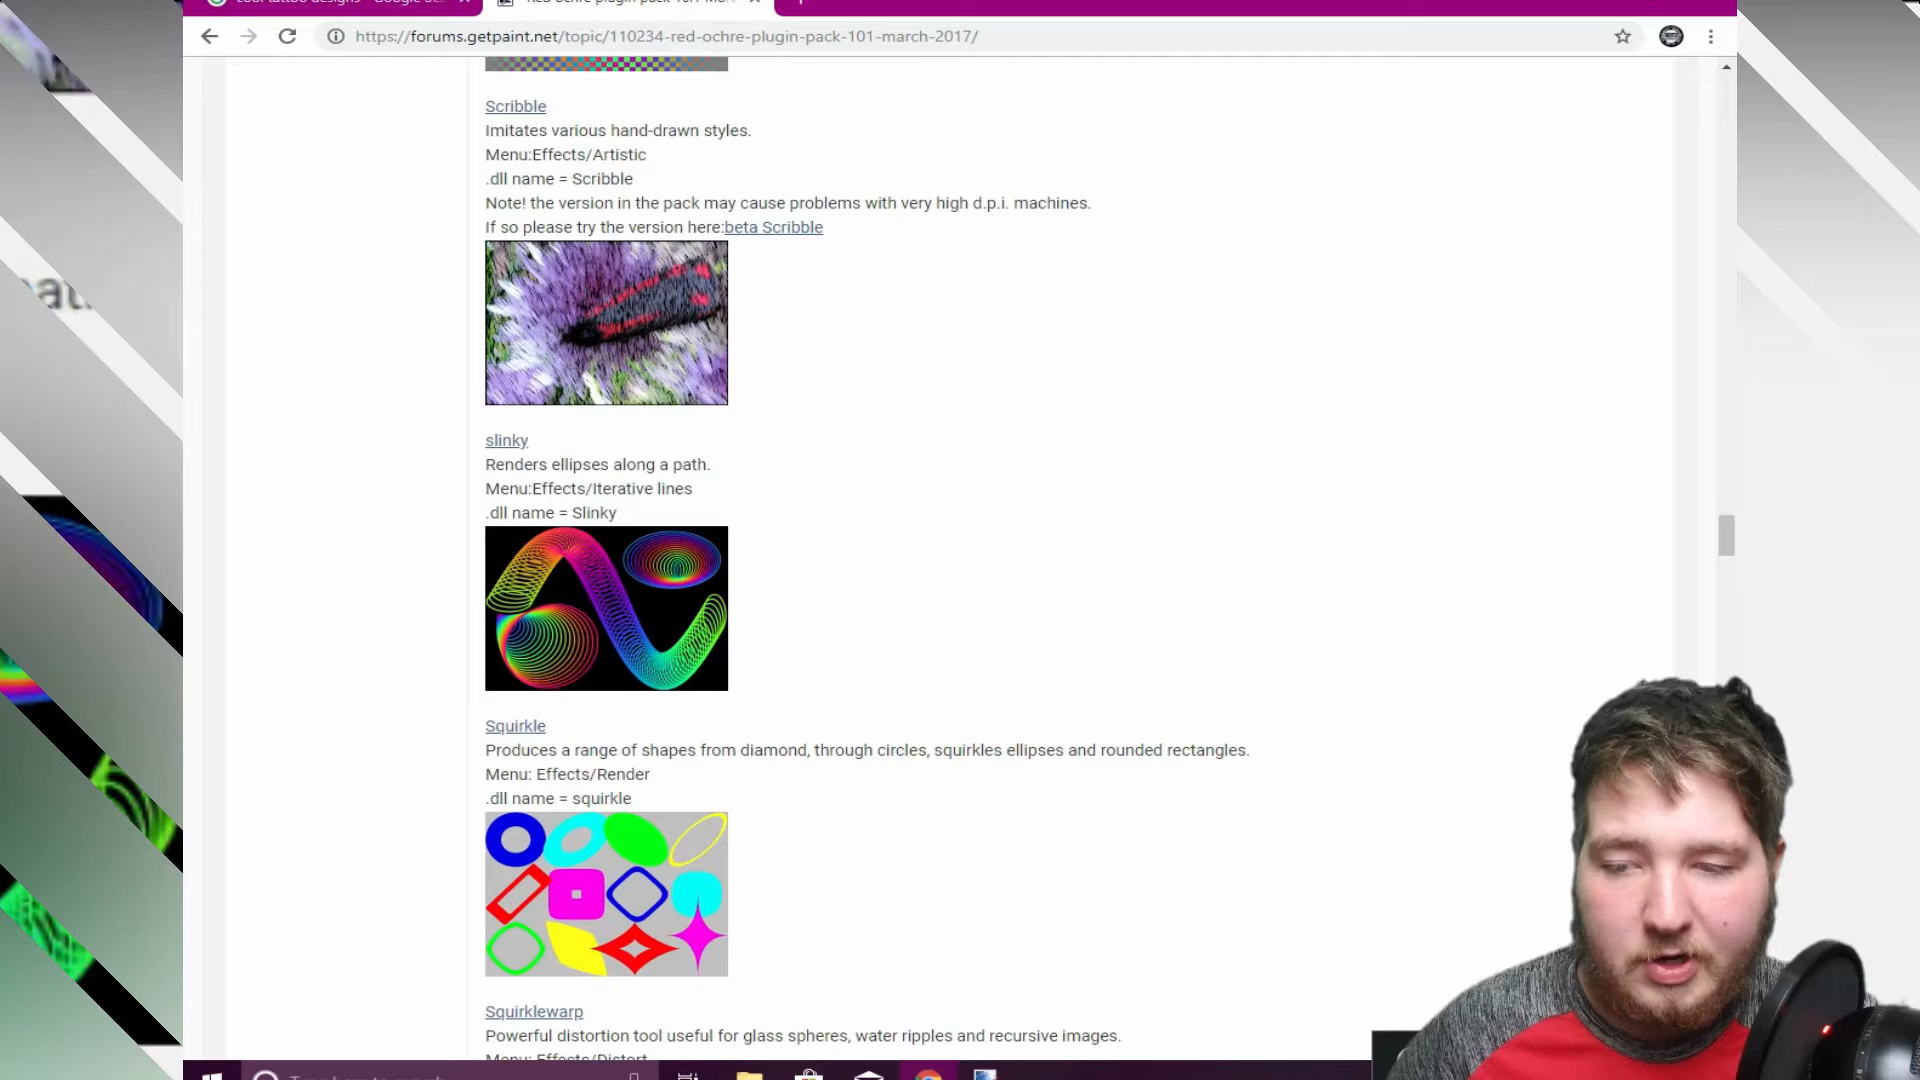 https://forums.getpaint.net/topic/110234-red-ochre-plugin-pack-101-march-2017/
Scribble
Imitates various hand-drawn styles.
Menu:Effects/Artistic
.dll name = Scribble
Note! the version in the pack may cause problems with very high d.p.i. machines.
If so please try the version here:beta Scribble
slinky
Renders ellipses along a path.
Menu:Effects/Iterative lines
.dll name = Slinky
Squirkle
Produces a range of shapes from diamond, through circles, squirkles ellipses and rounded rectangles.
Menu: Effects/Render
.dll name = squirkle
Squirklewarp
Powerful distortion tool useful for glass spheres, water ripples and recursive images.
Menu: Effects/Distort